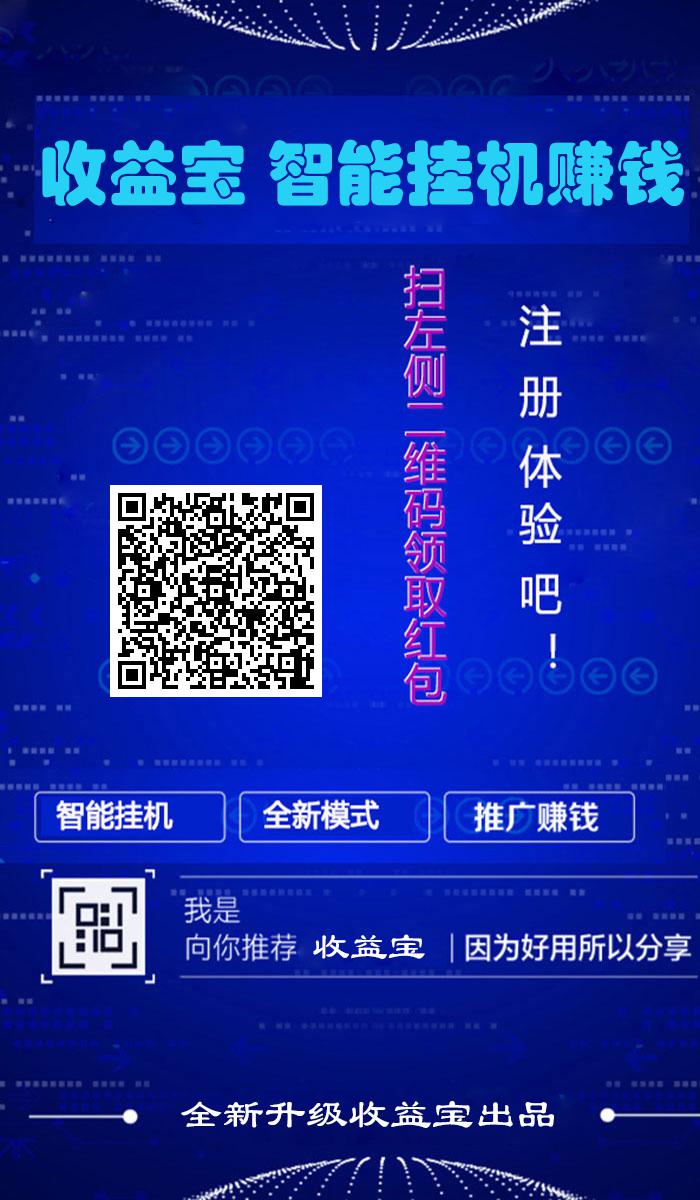 收益宝 智能挂机赚钱
扫左侧二维码领取红包
注册体验吧！
智能挂机
全新模式
推广赚钱
我是
向你推荐 收益宝 ｜因为好用所以分享
全新升级收益宝出品